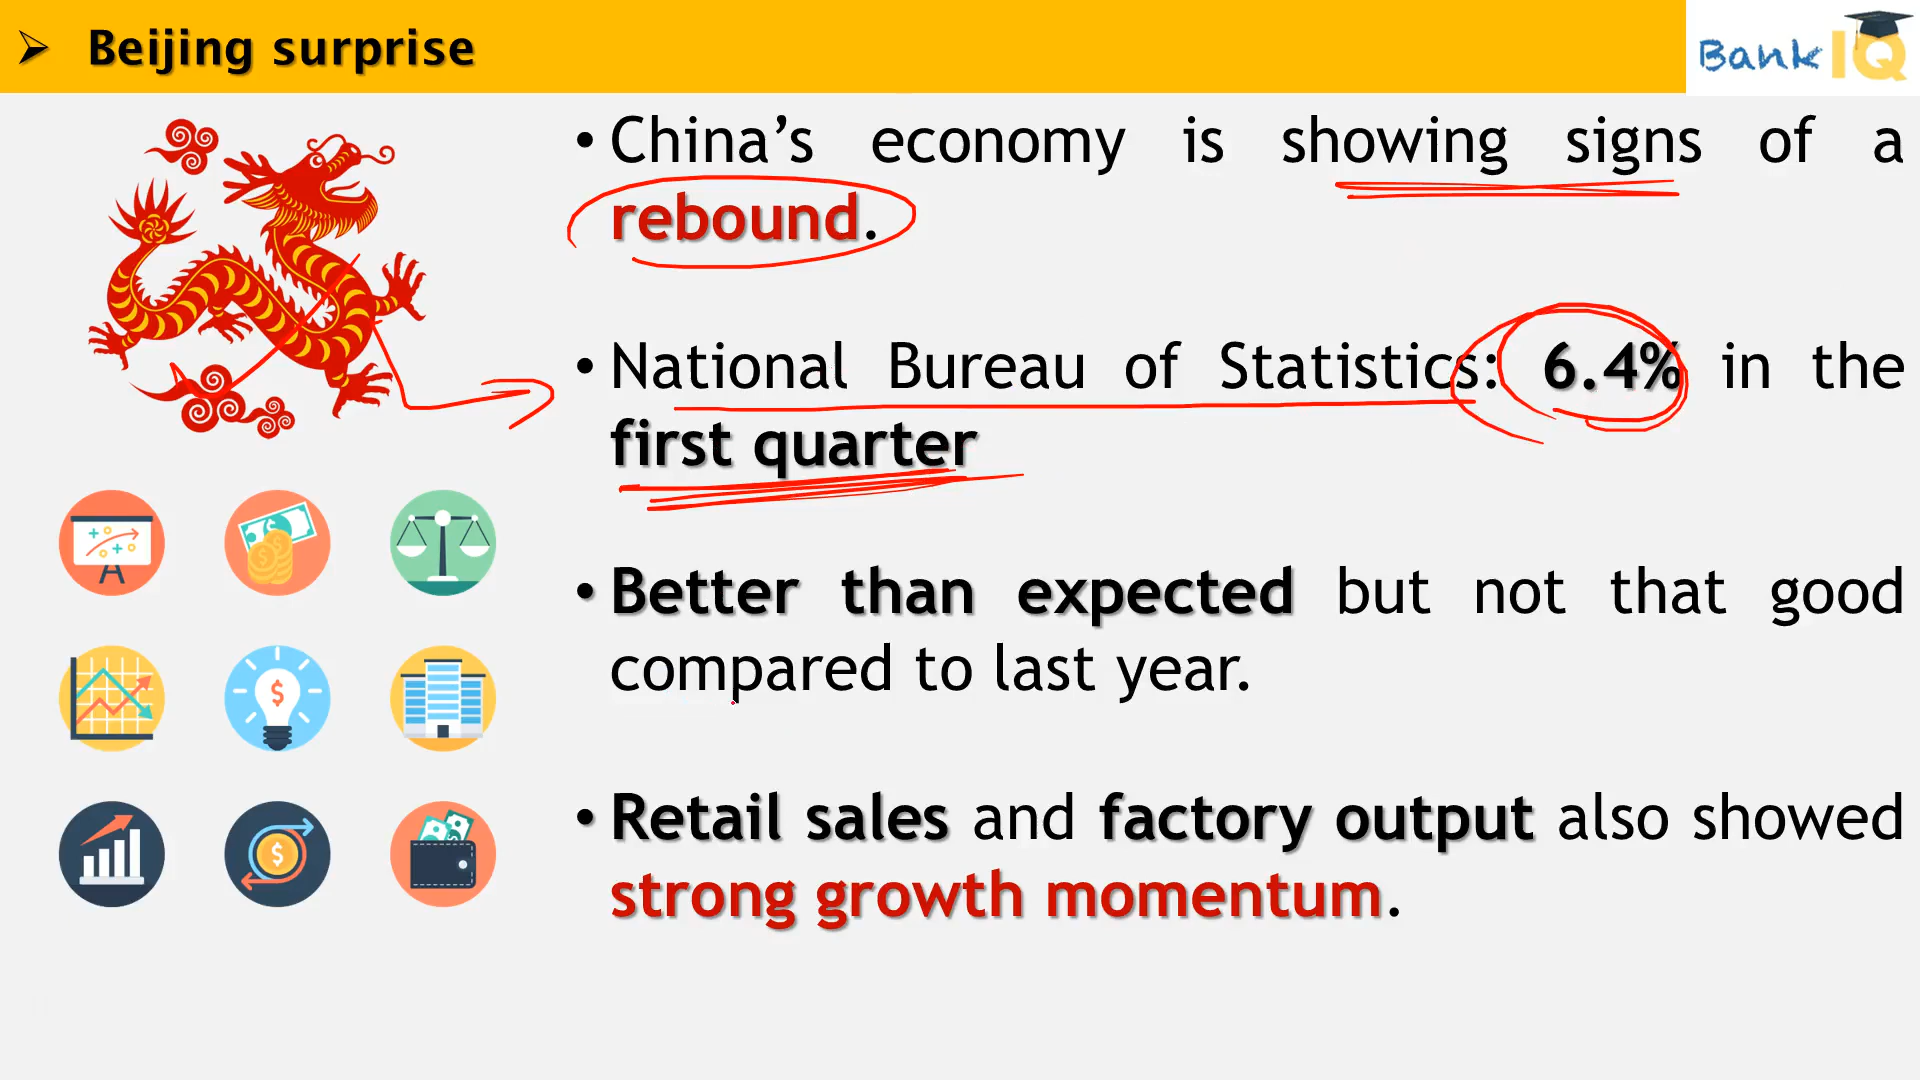 ➢ Beijing surprise
Bank IQ
• China’s economy is showing signs of a
rebound.
• National Bureau of Statistics: 6.4% in the
first quarter
• Better than expected but not that good
compared to last year.
• Retail sales and factory output also showed
strong growth momentum.